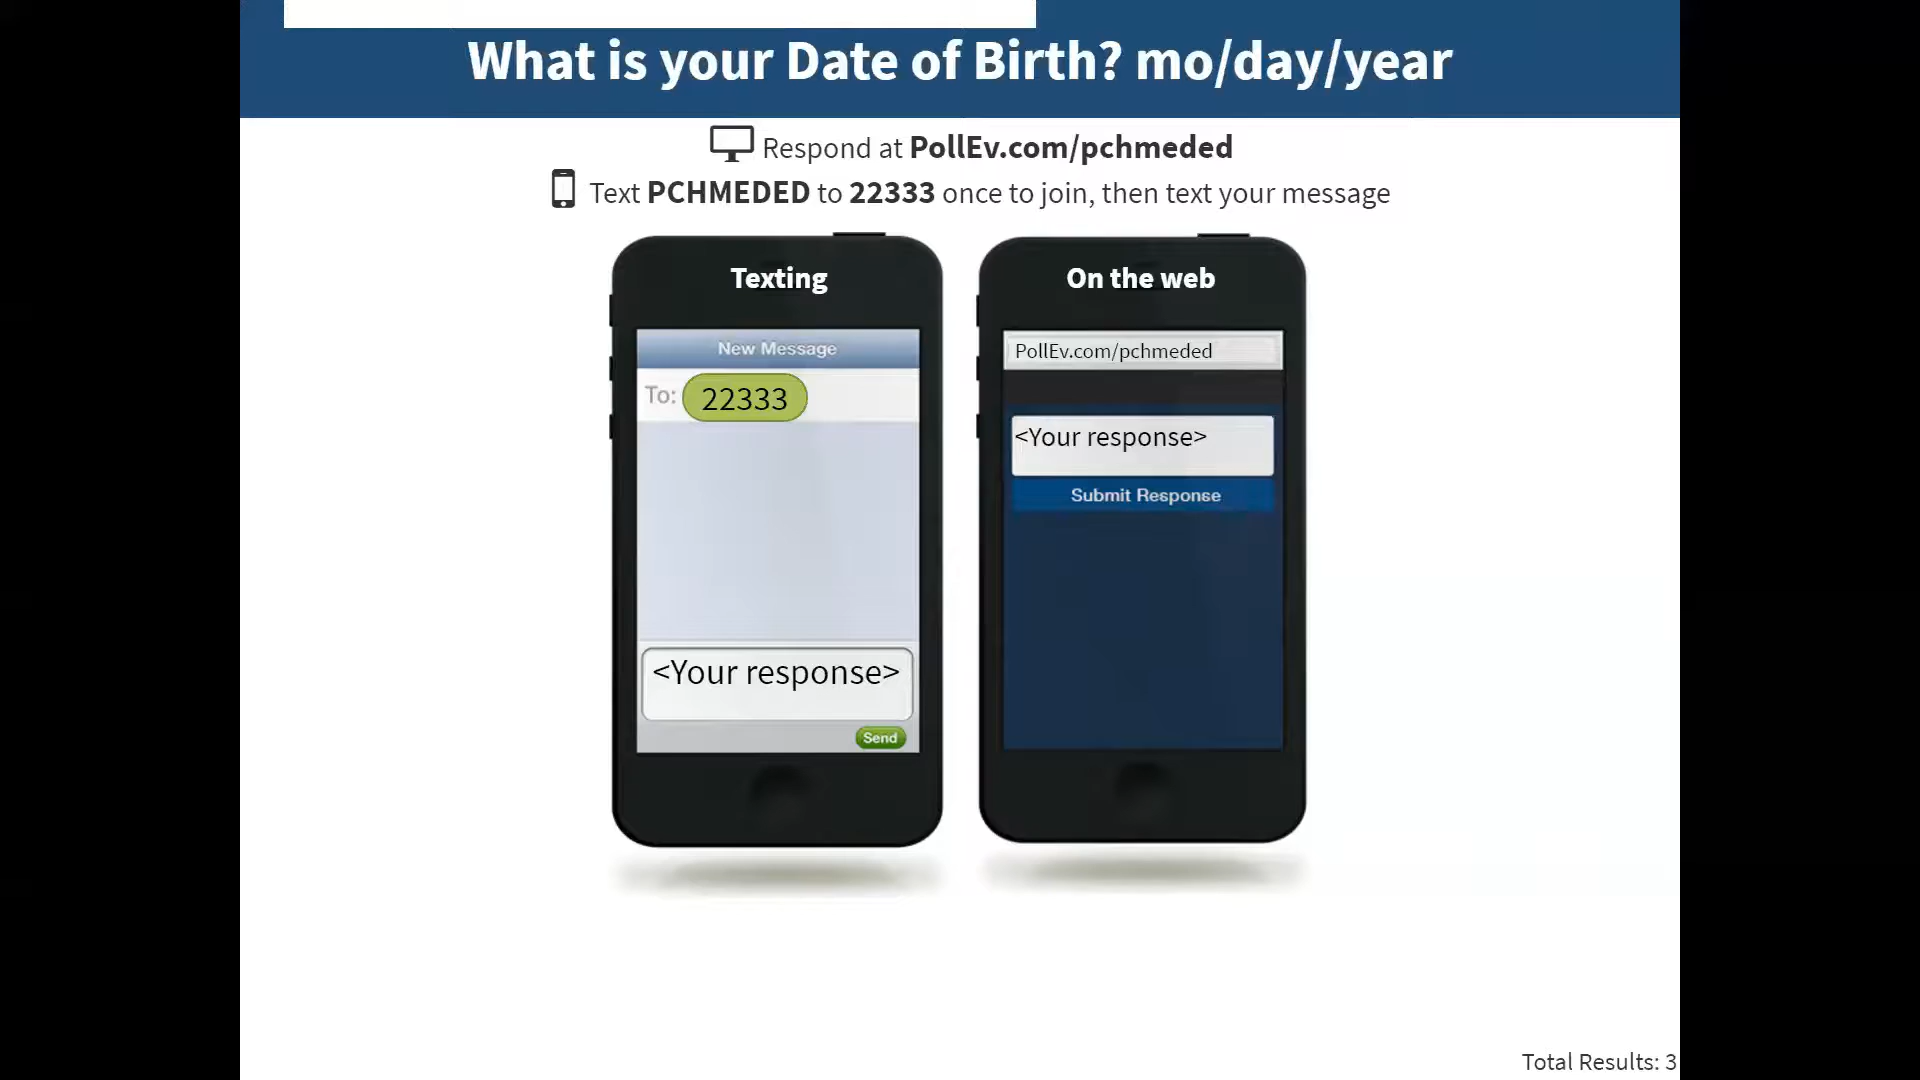 What is your Date of Birth? mo/day/year
Respond at PollEv.com/pchmeded
Text PCHMEDED to 22333 once to join, then text your message
Texting
New Message
To: 22333
<Your response>
Send
On the web
PollEv.com/pchmeded
<Your response>
Submit Response
Total Results: 3